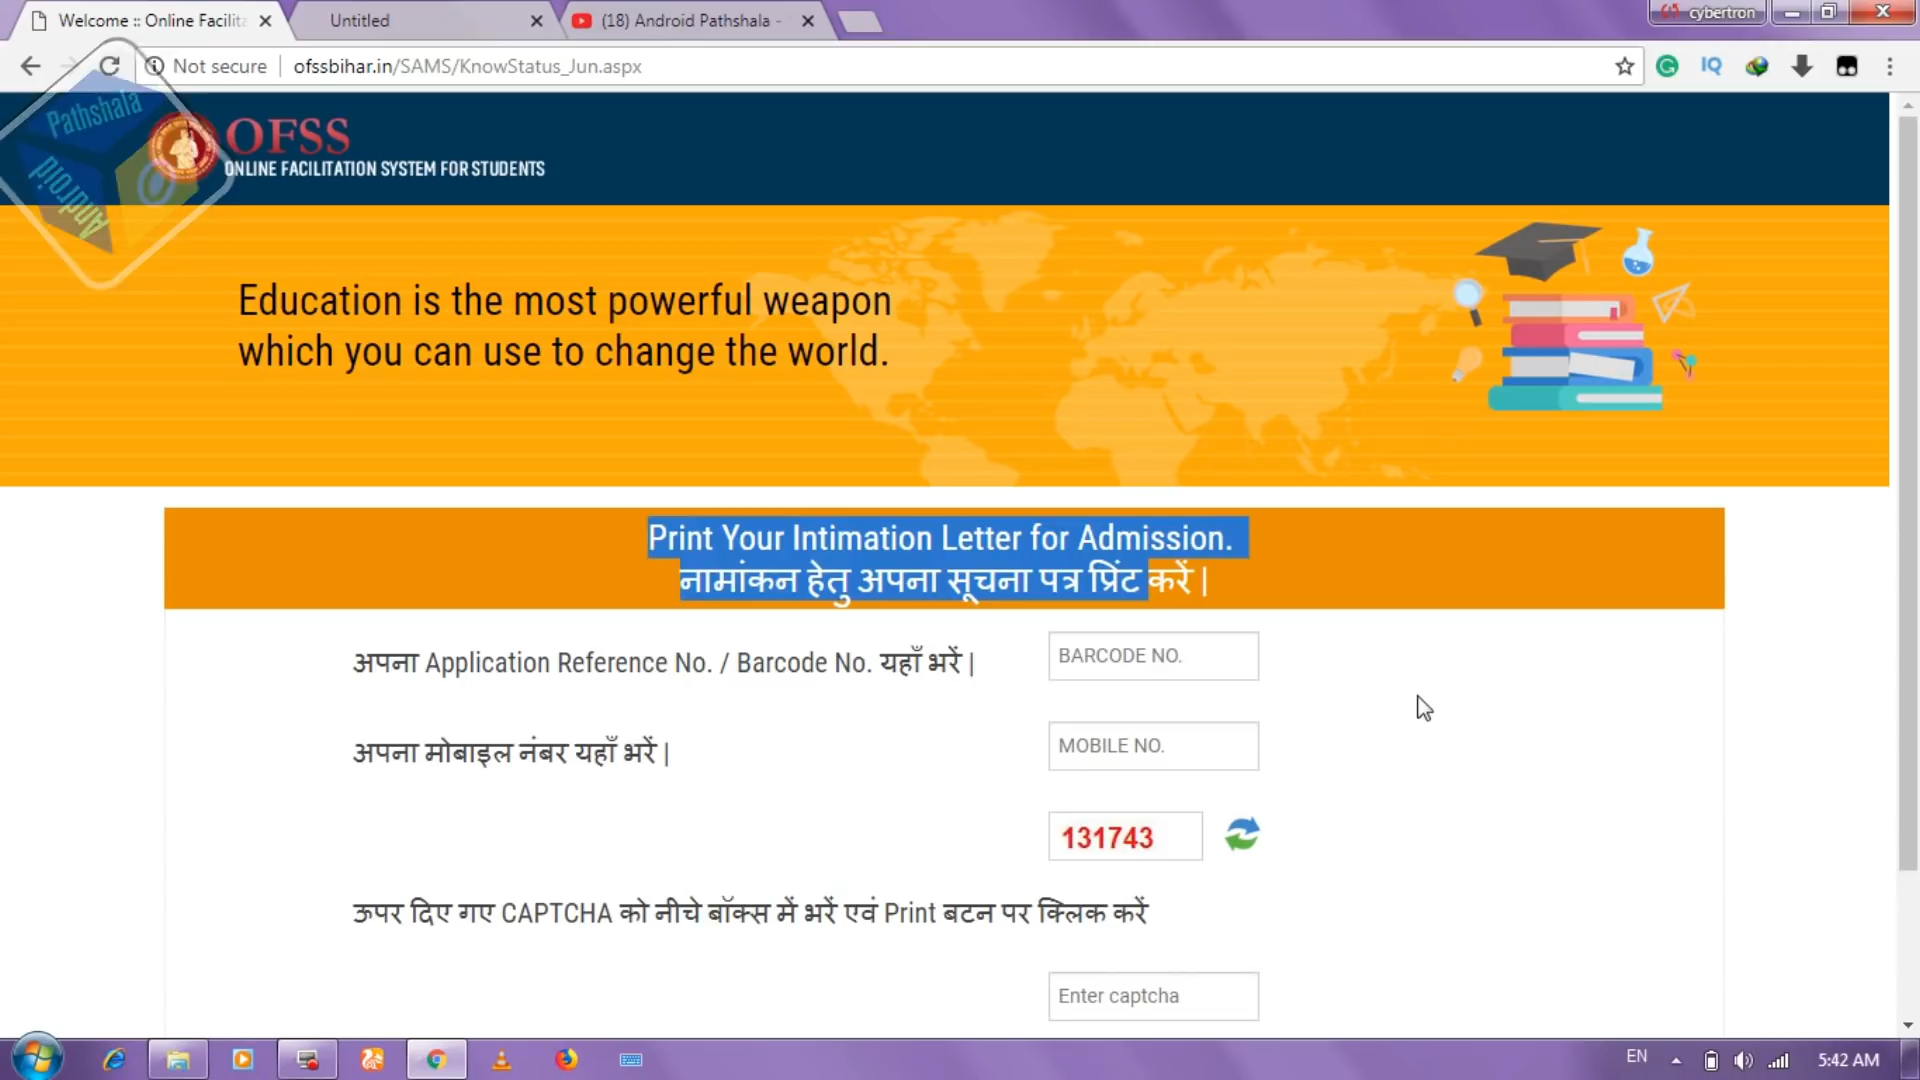 Welcome :: Online Facilit
Untitled
(18) Android Pathshala -
cybertron
Not secure
ofssbihar.in/SAMS/KnowStatus_Jun.aspx
IQ
Pathshala
Android
OFSS
ONLINE FACILITATION SYSTEM FOR STUDENTS
Education is the most powerful weapon
which you can use to change the world.
Print Your Intimation Letter for Admission.
नामांकन हेतु अपना सूचना पत्र प्रिंट करें |
अपना Application Reference No. / Barcode No. यहाँ भरें |
BARCODE NO.
अपना मोबाइल नंबर यहाँ भरें |
MOBILE NO.
131743
ऊपर दिए गए CAPTCHA को नीचे बॉक्स में भरें एवं Print बटन पर क्लिक करें
Enter captcha
EN
5:42 AM